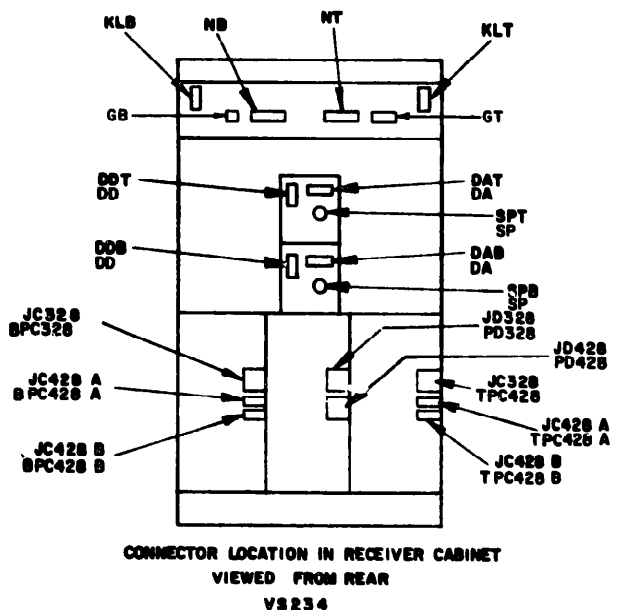 KLB
NB
NT
KLT
GB
GT
DDT
DD
DAT
DA
SPT
SP
DDB
DD
DAB
DA
SPB
SP
JC328
BPC328
JD328
PD328
JD428
PD428
JC428 A
BPC428 A
JC328
TPC428
JC428 A
TPC428 A
JC428 B
BPC428 B
JC428 B
TPC428 B
CONNECTOR LOCATION IN RECEIVER CABINET
VIEWED FROM REAR
VS234